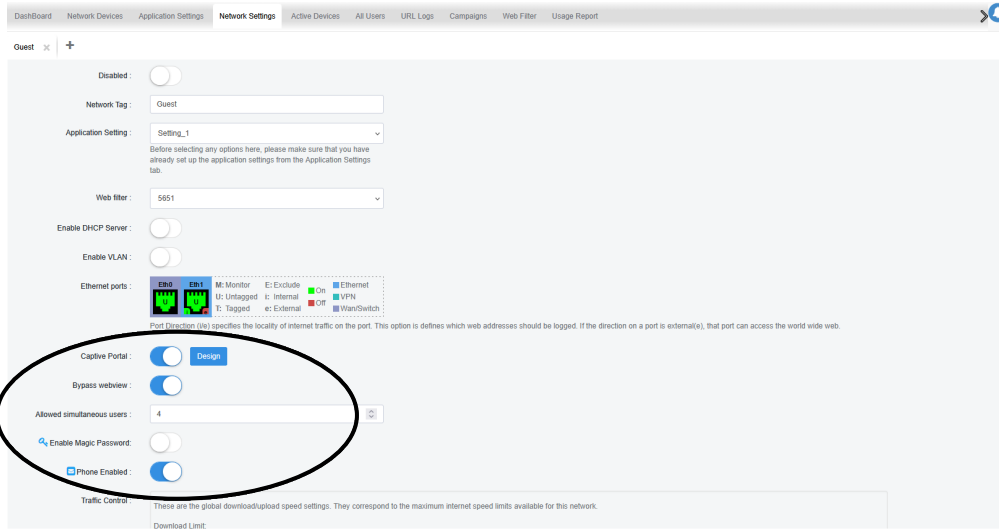 DashBoard Network Devices Application Settings Network Settings Active Devices All Users URL Logs Campaigns Web Filter Usage Report
Guest × +
Disabled :
Network Tag : Guest
Application Setting : Setting_1
Before selecting any options here, please make sure that you have
already set up the application settings from the Application Settings
tab.
Web filter : 5651
Enable DHCP Server :
Enable VLAN :
Ethernet ports : Eth0 Eth1 M: Monitor E: Exclude On Ethernet
U U U: Untagged i: Internal Off VPN
T: Tagged e: External Wan/Switch
Port Direction (i/e) specifies the locality of internet traffic on the port. This option is defines which web addresses should be logged. If the direction on a port is external(e), that port can access the world wide web.
Captive Portal : Design
Bypass webview :
Allowed simultaneous users : 4
Enable Magic Password:
Phone Enabled :
Traffic Control :
These are the global download/upload speed settings. They correspond to the maximum internet speed limits available for this network.
Download Limit: